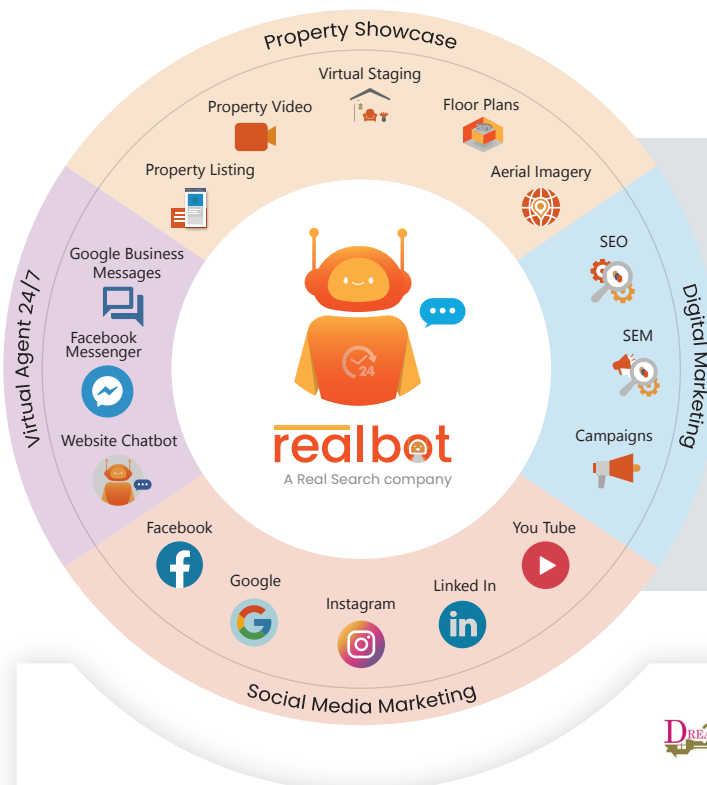 Property Showcase
Virtual Staging
Property Video
Floor Plans
Property Listing
Aerial Imagery
Virtual Agent 24/7
Google Business
Messages
Facebook
Messenger
Website Chatbot
Digital Marketing
SEO
SEM
Campaigns
24
realbot
A Real Search company
Facebook
Google
Instagram
Linked In
You Tube
Social Media Marketing